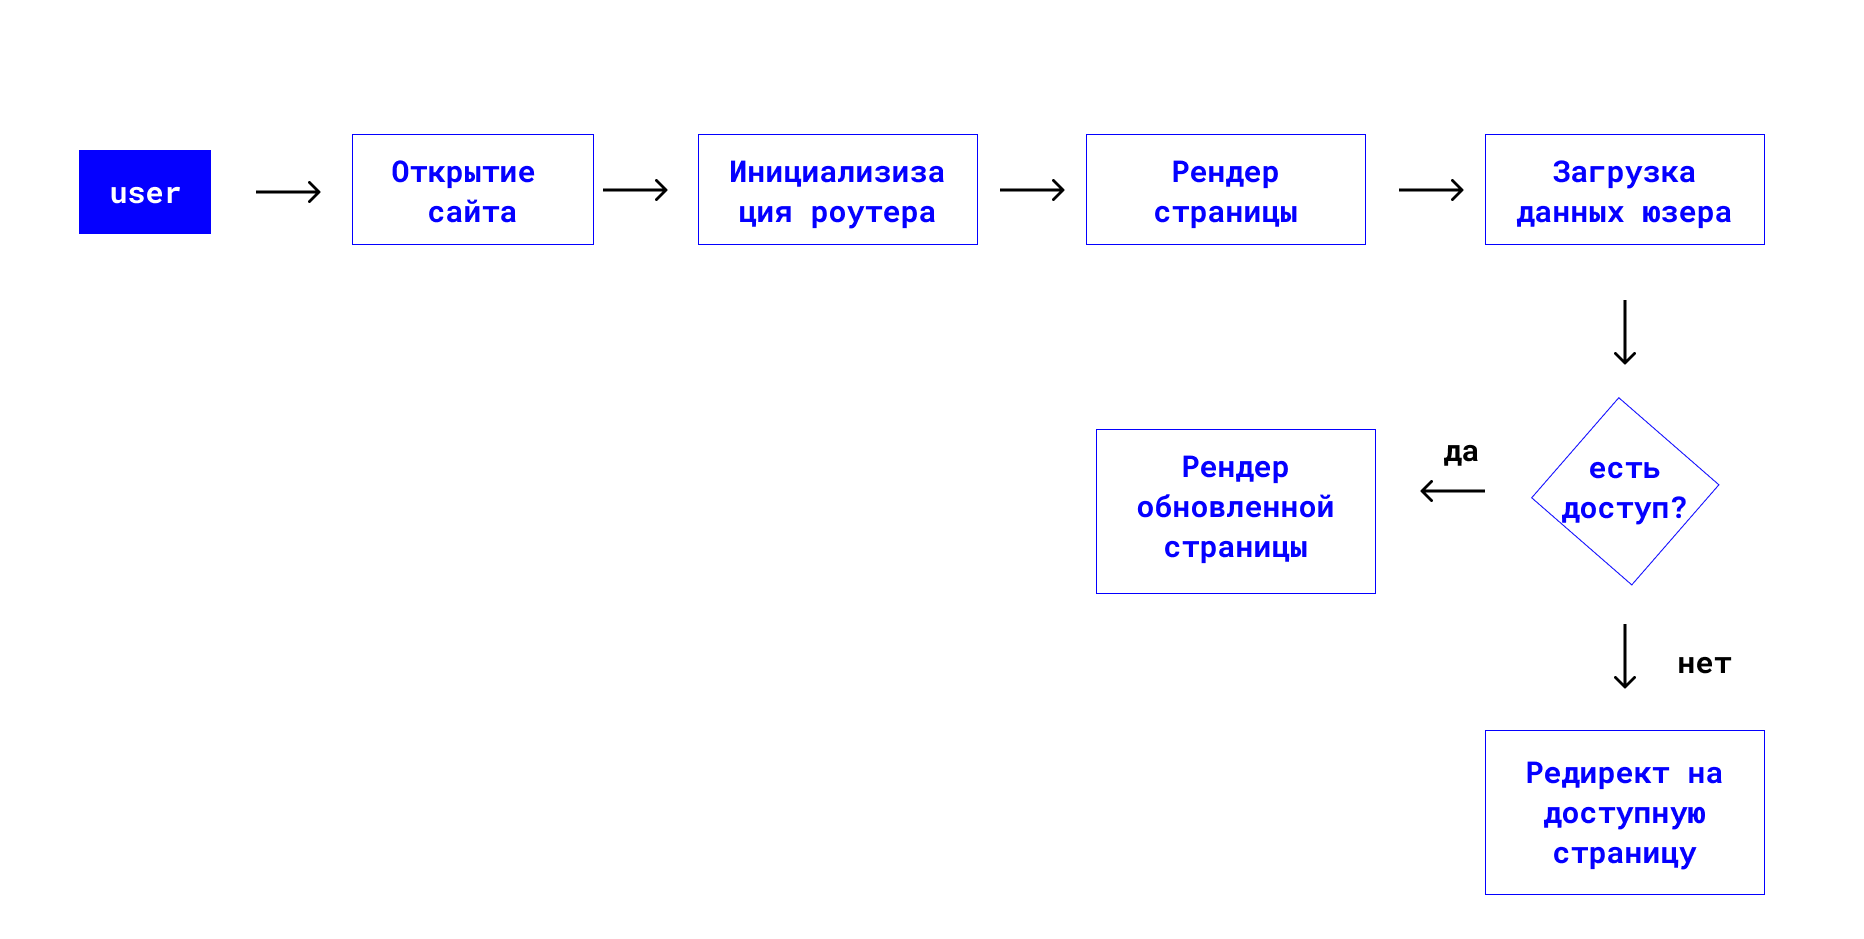 user
Открытие
сайта
Инициализиза
ция роутера
Рендер
страницы
Загрузка
данных юзера
есть
доступ?
да
Рендер
обновленной
страницы
нет
Редирект на
доступную
страницу